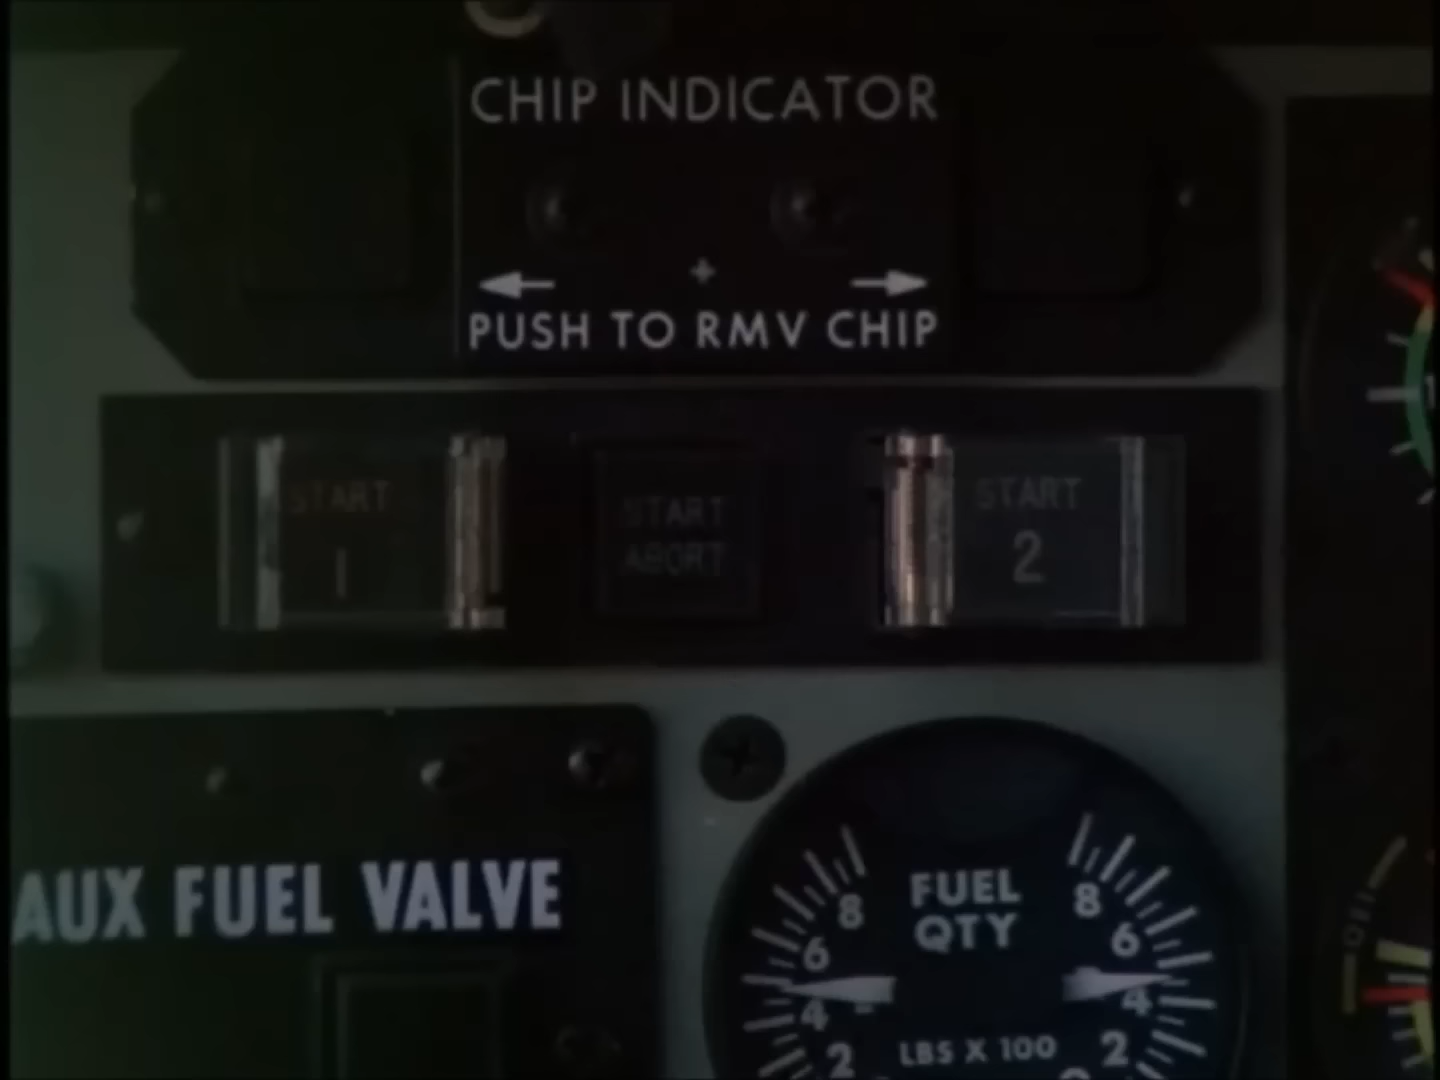 CHIP INDICATOR
PUSH TO RMV CHIP
START
1
START
ABORT
START
2
AUX FUEL VALVE
FUEL
QTY
8
8
6
6
4
4
2
2
LBS X 100